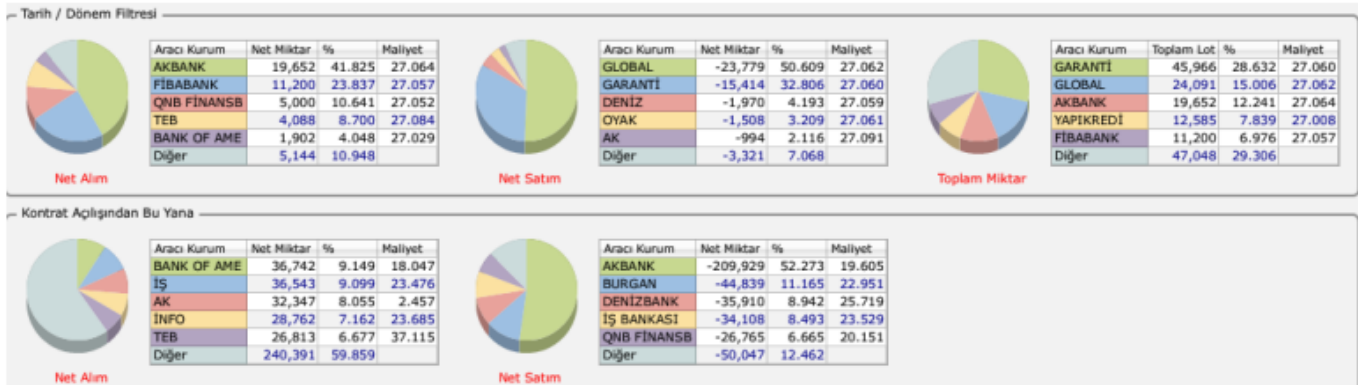 Tarih / Dönem Filtresi
Aracı Kurum Net Miktar % Maliyet
AKBANK 19,652 41.825 27.064
FİBABANK 11,200 23.837 27.057
QNB FİNANSB 5,000 10.641 27.052
TEB 4,088 8.700 27.084
BANK OF AME 1,902 4.048 27.029
Diğer 5,144 10.948
Net Alım
Aracı Kurum Net Miktar % Maliyet
GLOBAL -23,779 50.609 27.062
GARANTİ -15,414 32.806 27.060
DENİZ -1,970 4.193 27.059
OYAK -1,508 3.209 27.061
AK -994 2.116 27.091
Diğer -3,321 7.068
Net Satım
Aracı Kurum Toplam Lot % Maliyet
GARANTİ 45,966 28.632 27.060
GLOBAL 24,091 15.006 27.062
AKBANK 19,652 12.241 27.064
YAPIKREDİ 12,585 7.839 27.008
FİBABANK 11,200 6.976 27.057
Diğer 47,048 29.306
Toplam Miktar
Kontrat Açılışından Bu Yana
Aracı Kurum Net Miktar % Maliyet
BANK OF AME 36,742 9.149 18.047
İŞ 36,543 9.099 23.476
AK 32,347 8.055 2.457
İNFO 28,762 7.162 23.685
TEB 26,813 6.677 37.115
Diğer 240,391 59.859
Net Alım
Aracı Kurum Net Miktar % Maliyet
AKBANK -209,929 52.273 19.605
BURGAN -44,839 11.165 22.951
DENİZBANK -35,910 8.942 25.719
İŞ BANKASI -34,108 8.493 23.529
QNB FİNANSB -26,765 6.665 20.151
Diğer -50,047 12.462
Net Satım